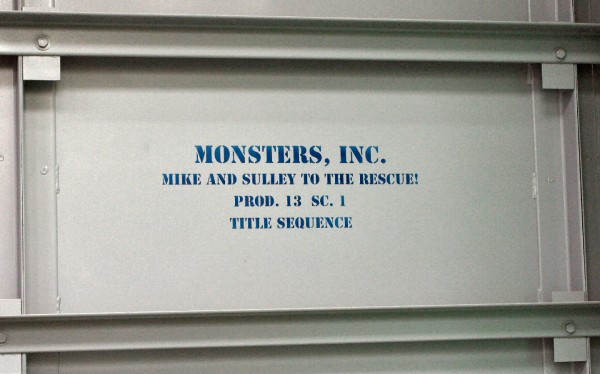 MONSTERS, INC.
MIKE AND SULLEY TO THE RESCUE!
PROD. 13 SC. 1
TITLE SEQUENCE